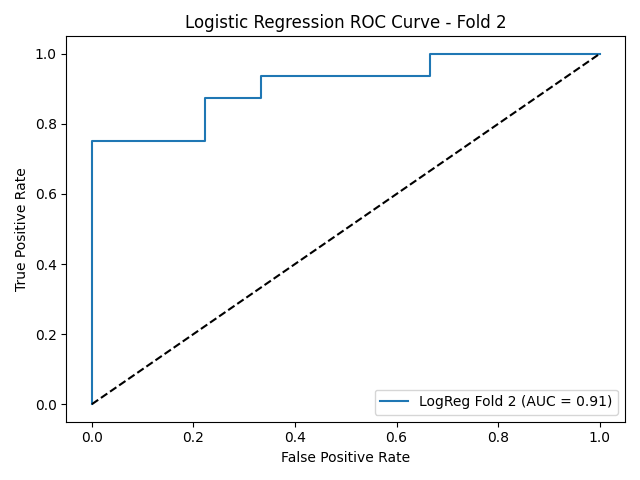 Logistic Regression ROC Curve - Fold 2
True Positive Rate
1.0
0.8
0.6
0.4
0.2
0.0
LogReg Fold 2 (AUC = 0.91)
0.0 0.2 0.4 0.6 0.8 1.0
False Positive Rate